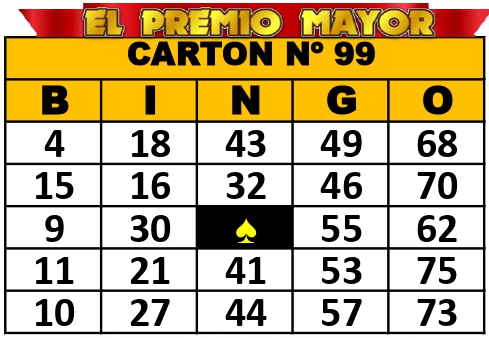 EL PREMIO MAYOR
CARTON Nº 99
B I N G O
4 18 43 49 68
15 16 32 46 70
9 30 ♠ 55 62
11 21 41 53 75
10 27 44 57 73